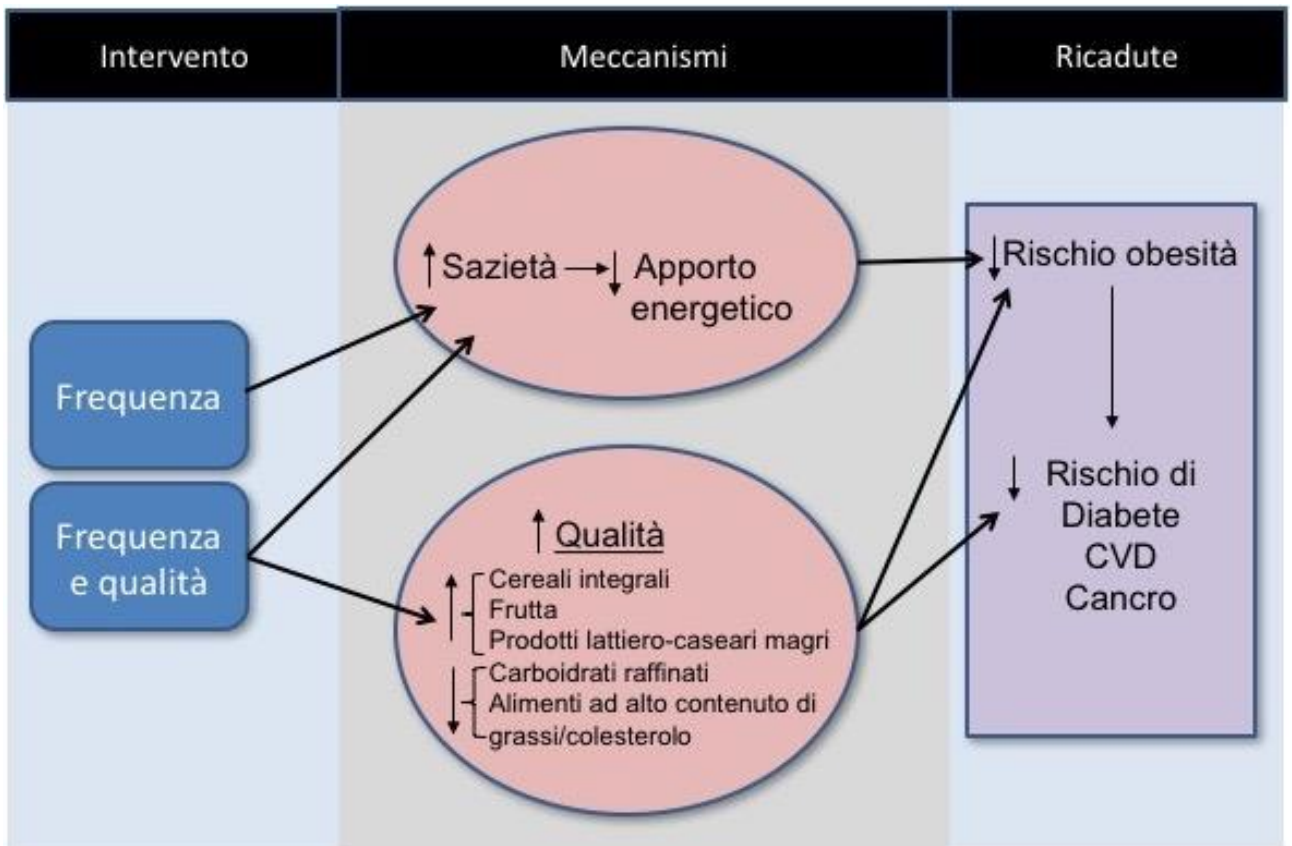 Intervento
Meccanismi
Ricadute
Frequenza
Frequenza
e qualità
↑ Sazietà → ↓ Apporto
energetico
↑ Qualità
Cereali integrali
Frutta
Prodotti lattiero-caseari magri
Carboidrati raffinati
Alimenti ad alto contenuto di
grassi/colesterolo
↓ Rischio obesità
↓ Rischio di
Diabete
CVD
Cancro